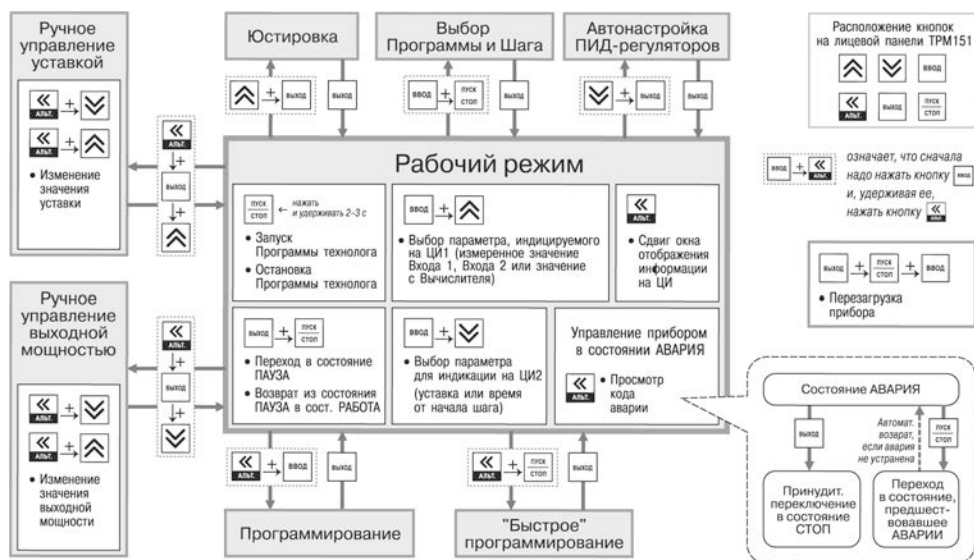 Ручное
управление
уставкой
АЛЬТ.
АЛЬТ.
• Изменение
значения
уставки
АЛЬТ.
ВЫХОД
Ручное
управление
выходной
мощностью
АЛЬТ.
АЛЬТ.
• Изменение
значения
выходной
мощности
АЛЬТ.
ВЫХОД
Юстировка
ВЫХОД
ВЫХОД
Выбор
Программы и Шага
ВВОД
ПУСК
СТОП
ВЫХОД
Автонастройка
ПИД-регуляторов
ВЫХОД
ВЫХОД
Рабочий режим
ПУСК
СТОП
нажать
и удерживать 2–3 с
• Запуск
Программы технолога
• Остановка
Программы технолога
ВВОД
• Выбор параметра, индицируемого
на ЦИ1 (измеренное значение
Входа 1, Входа 2 или значение
с Вычислителя)
АЛЬТ.
• Сдвиг окна
отображения
информации
на ЦИ
ВЫХОД
ПУСК
СТОП
• Переход в состояние
ПАУЗА
• Возврат из состояния
ПАУЗА в сост. РАБОТА
ВВОД
• Выбор параметра
для индикации на ЦИ2
(уставка или время
от начала шага)
Управление прибором
в состоянии АВАРИЯ
АЛЬТ.
• Просмотр
кода
аварии
АЛЬТ.
ВВОД
ВЫХОД
Программирование
АЛЬТ.
ПУСК
СТОП
ВЫХОД
"Быстрое"
программирование
Расположение кнопок
на лицевой панели ТРМ151
ВВОД
АЛЬТ.
ВЫХОД
ПУСК
СТОП
ВВОД
АЛЬТ.
означает, что сначала
надо нажать кнопку ВВОД
и, удерживая ее,
нажать кнопку АЛЬТ.
ВЫХОД
ПУСК
СТОП
ВВОД
• Перезагрузка
прибора
Состояние АВАРИЯ
ВЫХОД
Автомат.
возврат,
если авария
не устранена
ПУСК
СТОП
Принудит.
переключение
в состояние
СТОП
Переход
в состояние,
предшест-
вовавшее
АВАРИИ